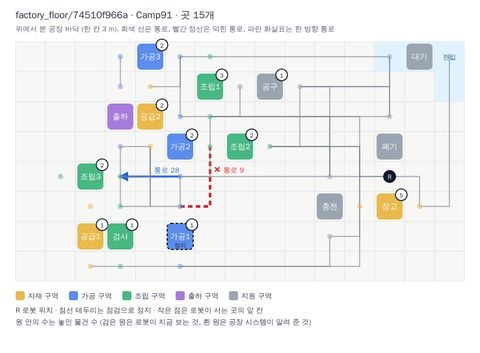 factory_floor/74510f966a · Camp91 · 곳 15개
위에서 본 공장 바닥 (한 칸 3 m). 회색 선은 통로, 빨간 점선은 막힌 통로, 파란 화살표는 한 방향 통로
가공3 2
대기
진입
조립1 3
공구 1
출하
공급2 2
가공2 2
조립2 2
폐기
조립3 2
통로 28
✕ 통로 9
R
충전
창고 5
공급1 1
검사 1
가공1 1
정지
자재 구역
가공 구역
조립 구역
출하 구역
지원 구역
R 로봇 위치 · 점선 테두리는 점검으로 정지 · 작은 점은 로봇이 서는 곳의 앞 칸
원 안의 수는 놓인 물건 수 (검은 원은 로봇이 지금 보는 것, 흰 원은 공장 시스템이 알려 준 것)